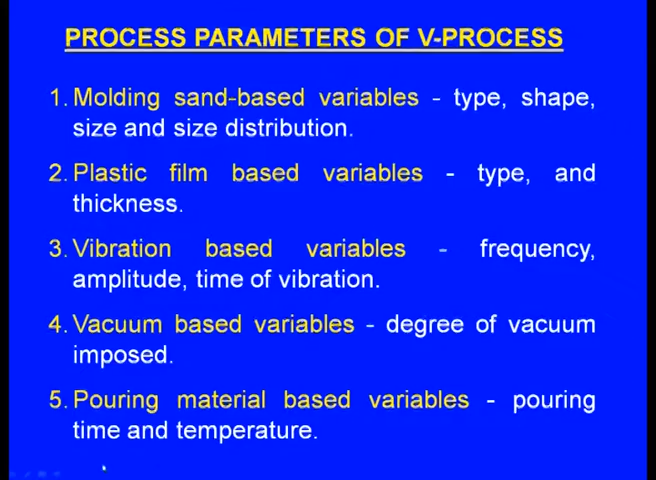 PROCESS PARAMETERS OF V-PROCESS
1. Molding sand-based variables - type, shape,
size and size distribution.
2. Plastic film based variables - type, and
thickness.
3. Vibration based variables - frequency,
amplitude, time of vibration.
4. Vacuum based variables - degree of vacuum
imposed.
5. Pouring material based variables - pouring
time and temperature.